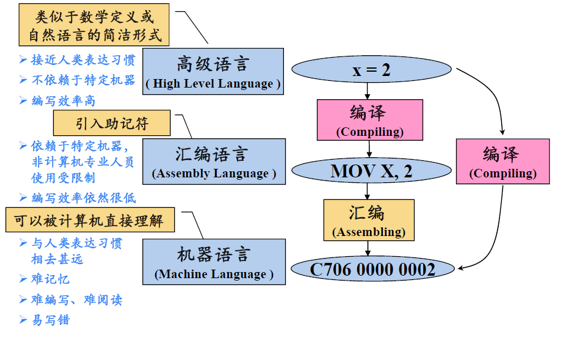 类似于数学定义或
自然语言的简洁形式
接近人类表达习惯
不依赖于特定机器
编写效率高
高级语言
( High Level Language )
x = 2
编译
(Compiling)
引入助记符
依赖于特定机器，
非计算机专业人员
使用受限制
编写效率依然很低
汇编语言
(Assembly Language )
MOV X, 2
编译
(Compiling)
汇编
(Assembling)
可以被计算机直接理解
与人类表达习惯
相去甚远
难记忆
难编写、难阅读
易写错
机器语言
(Machine Language )
C706 0000 0002